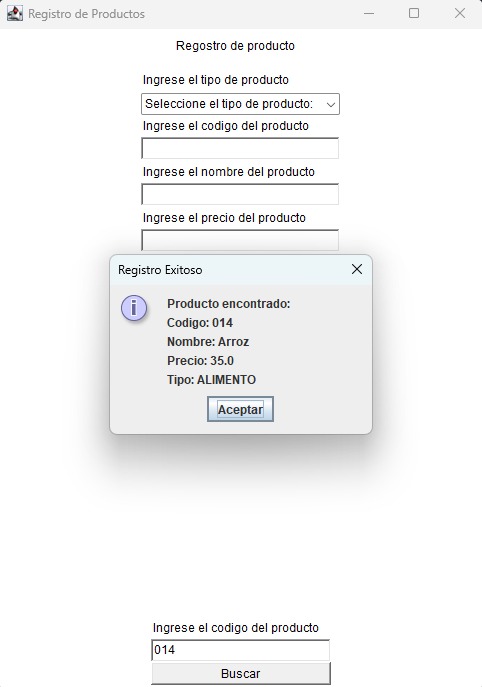 Registro de Productos
Regostro de producto
Ingrese el tipo de producto
Seleccione el tipo de producto:
Ingrese el codigo del producto
Ingrese el nombre del producto
Ingrese el precio del producto
Registro Exitoso
Producto encontrado:
Codigo: 014
Nombre: Arroz
Precio: 35.0
Tipo: ALIMENTO
Aceptar
Ingrese el codigo del producto
014
Buscar